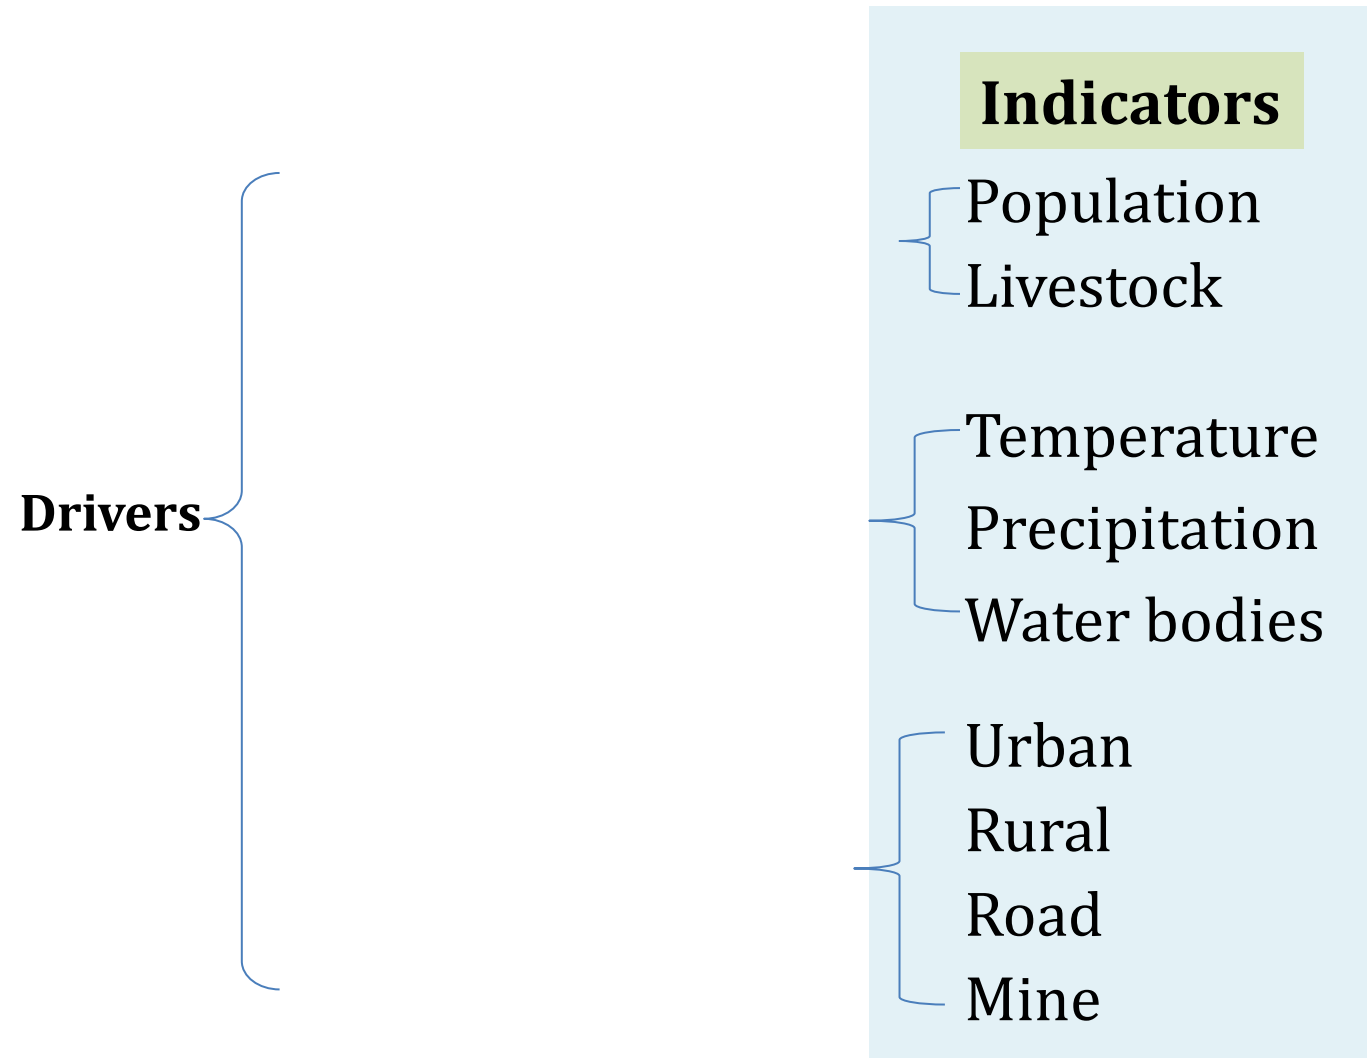 Indicators
Population
Livestock
Temperature
Drivers
Precipitation
Water bodies
Urban
Rural
Road
Mine